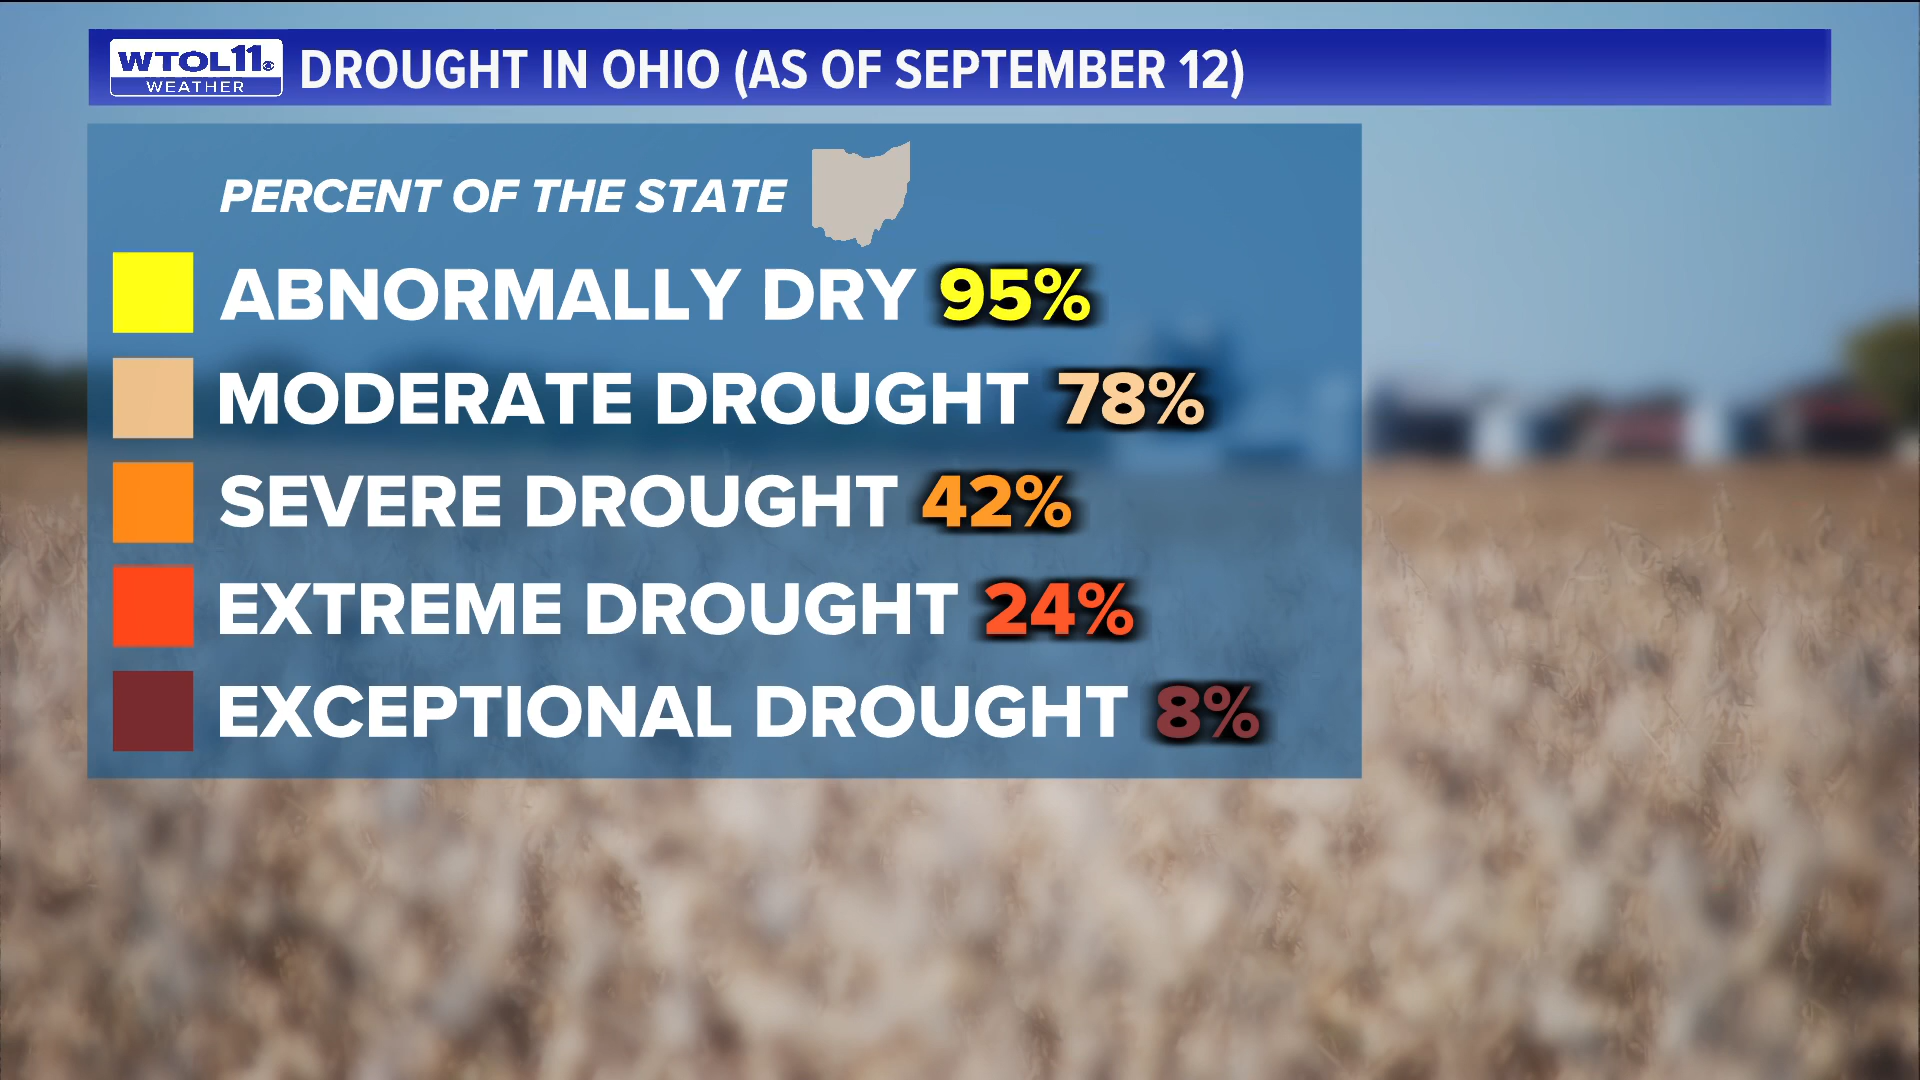 WTOL11
WEATHER
DROUGHT IN OHIO (AS OF SEPTEMBER 12)
PERCENT OF THE STATE
ABNORMALLY DRY 95%
MODERATE DROUGHT 78%
SEVERE DROUGHT 42%
EXTREME DROUGHT 24%
EXCEPTIONAL DROUGHT 8%